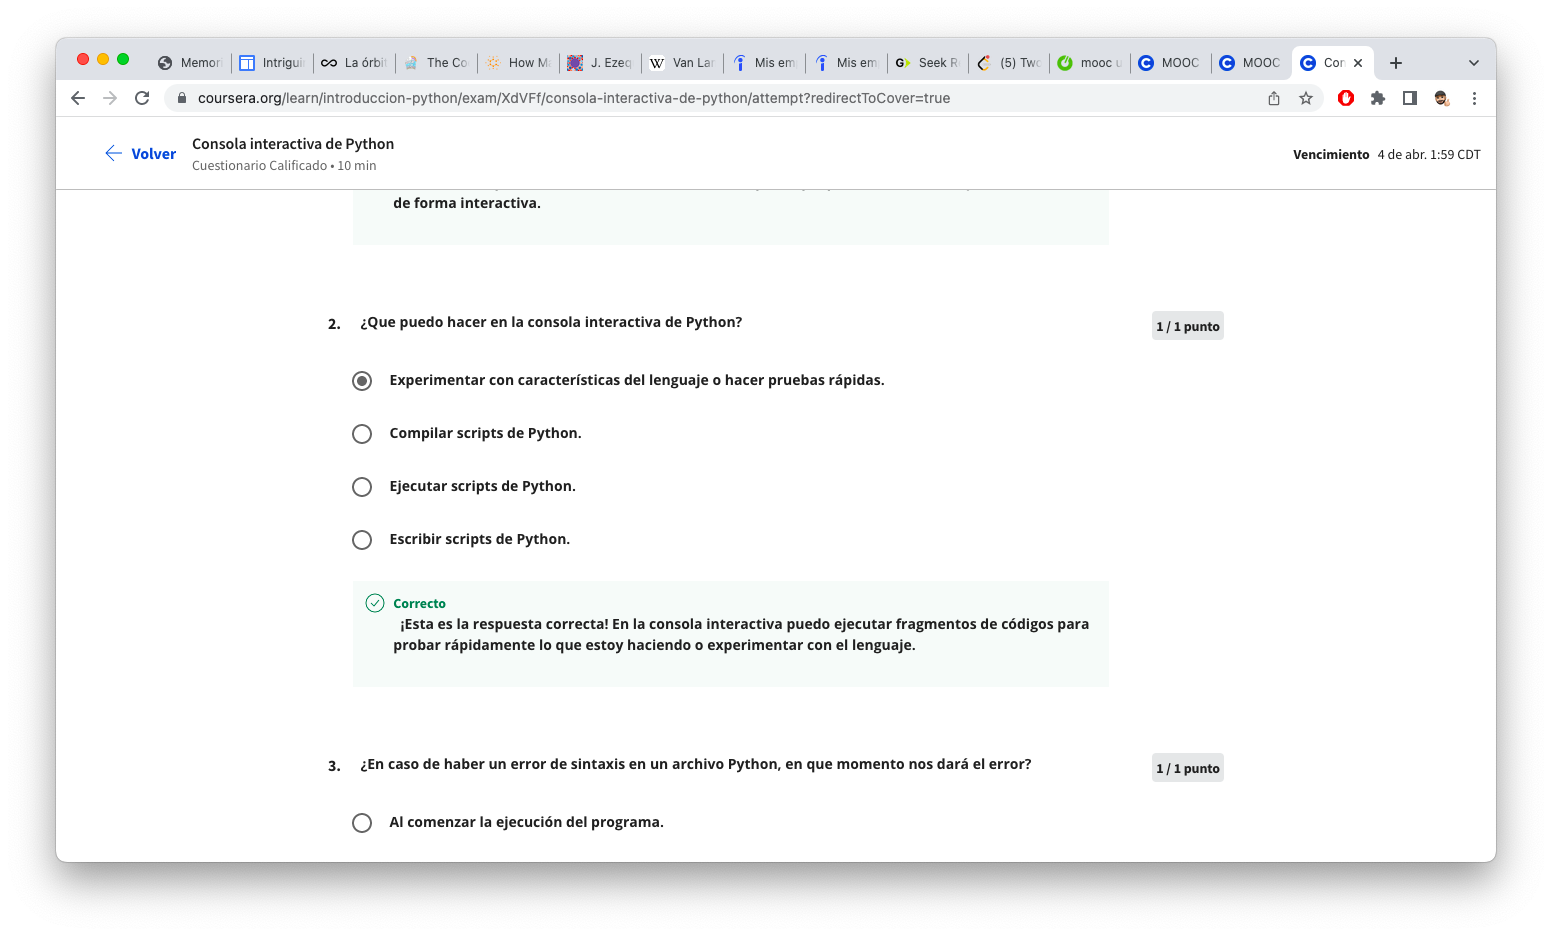 Memori
Intriguin
La órbit
The Co
How Ma
J. Ezeq
Van Lar
Mis em
Mis em
Seek R
(5) Two
mooc u
MOOC
MOOC
Con
coursera.org/learn/introduccion-python/exam/XdVFf/consola-interactiva-de-python/attempt?redirectToCover=true
Volver
Consola interactiva de Python
Cuestionario Calificado • 10 min
Vencimiento 4 de abr. 1:59 CDT
de forma interactiva.
2. ¿Que puedo hacer en la consola interactiva de Python?
1 / 1 punto
Experimentar con características del lenguaje o hacer pruebas rápidas.
Compilar scripts de Python.
Ejecutar scripts de Python.
Escribir scripts de Python.
Correcto
¡Esta es la respuesta correcta! En la consola interactiva puedo ejecutar fragmentos de códigos para
probar rápidamente lo que estoy haciendo o experimentar con el lenguaje.
3. ¿En caso de haber un error de sintaxis en un archivo Python, en que momento nos dará el error?
1 / 1 punto
Al comenzar la ejecución del programa.